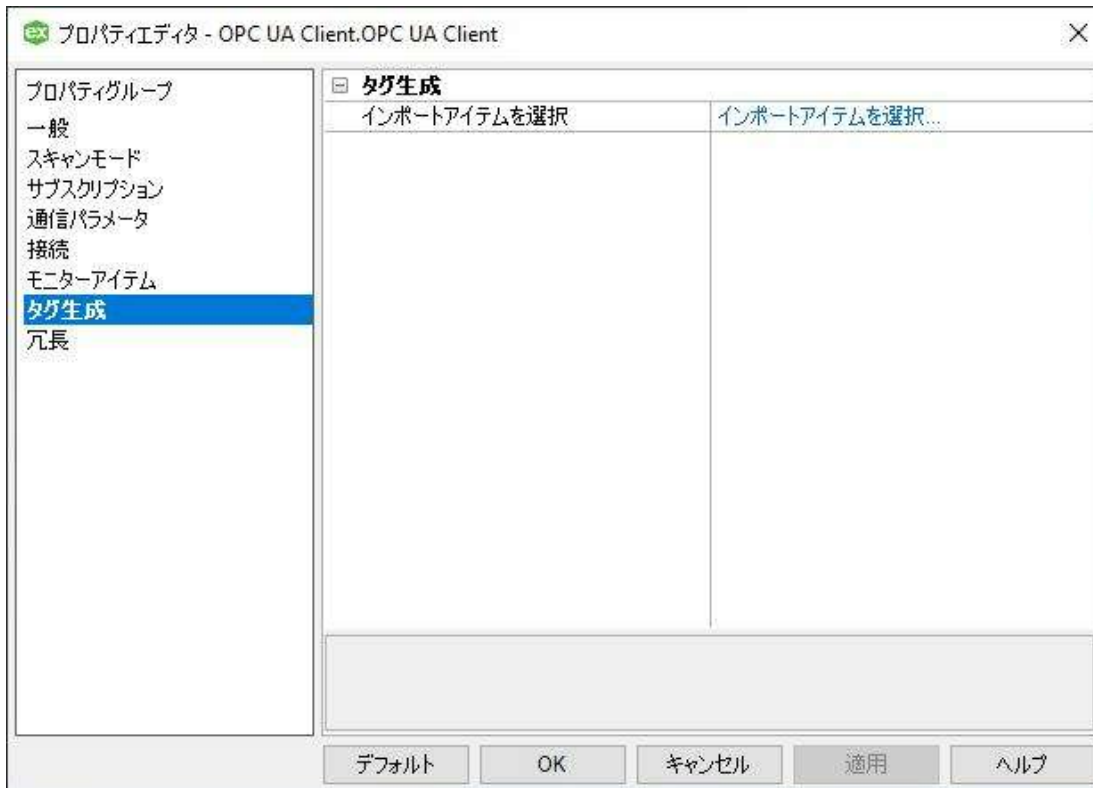 プロパティエディタ - OPC UA Client.OPC UA Client
プロパティグループ
一般
スキャンモード
サブスクリプション
通信パラメータ
接続
モニターアイテム
タグ生成
冗長
タグ生成
インポートアイテムを選択 インポートアイテムを選択...
デフォルト OK キャンセル 適用 ヘルプ